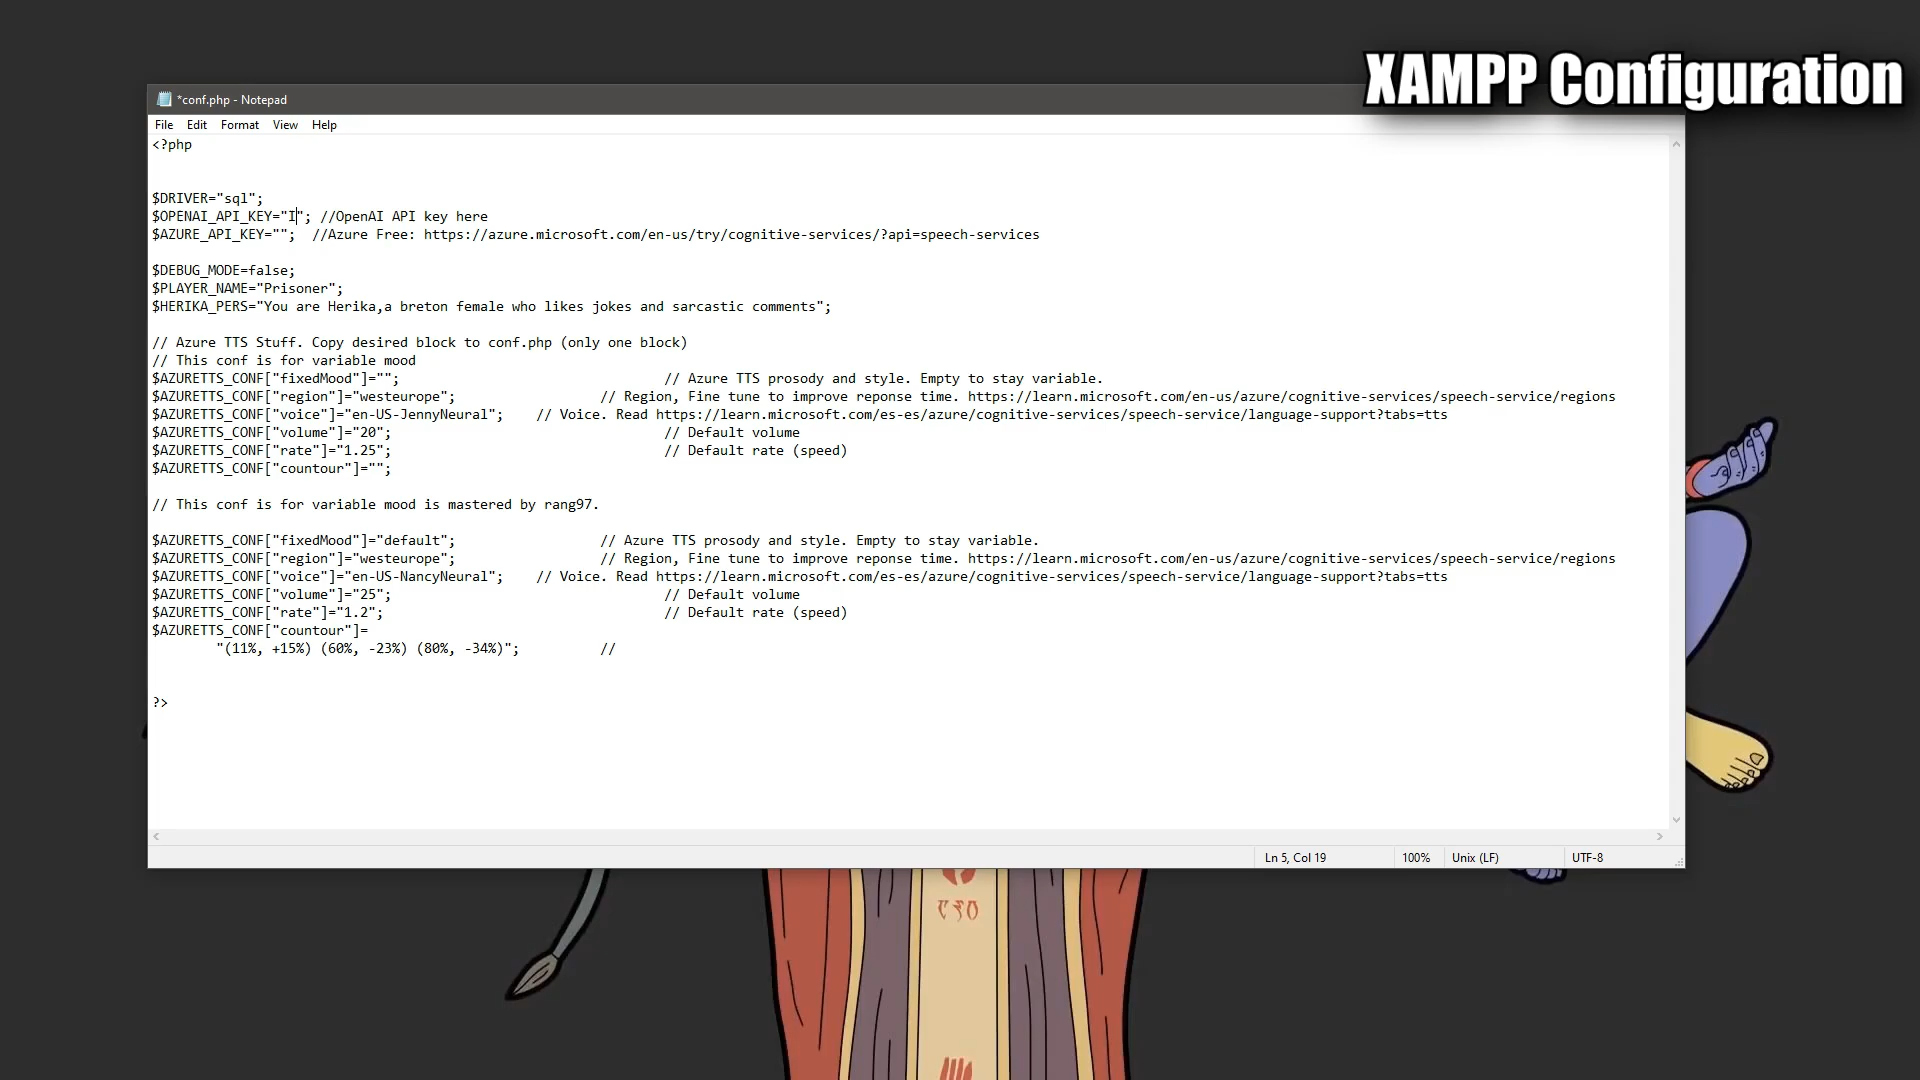 XAMPP Configuration
*conf.php - Notepad
File Edit Format View Help
<?php
$DRIVER="sql";
$OPENAI_API_KEY="I"; //OpenAI API key here
$AZURE_API_KEY="";  //Azure Free: https://azure.microsoft.com/en-us/try/cognitive-services/?api=speech-services
$DEBUG_MODE=false;
$PLAYER_NAME="Prisoner";
$HERIKA_PERS="You are Herika,a breton female who likes jokes and sarcastic comments";
// Azure TTS Stuff. Copy desired block to conf.php (only one block)
// This conf is for variable mood
$AZURETTS_CONF["fixedMood"]=""; // Azure TTS prosody and style. Empty to stay variable.
$AZURETTS_CONF["region"]="westeurope"; // Region, Fine tune to improve reponse time. https://learn.microsoft.com/en-us/azure/cognitive-services/speech-service/regions
$AZURETTS_CONF["voice"]="en-US-JennyNeural"; // Voice. Read https://learn.microsoft.com/es-es/azure/cognitive-services/speech-service/language-support?tabs=tts
$AZURETTS_CONF["volume"]="20"; // Default volume
$AZURETTS_CONF["rate"]="1.25"; // Default rate (speed)
$AZURETTS_CONF["countour"]="";
// This conf is for variable mood is mastered by rang97.
$AZURETTS_CONF["fixedMood"]="default"; // Azure TTS prosody and style. Empty to stay variable.
$AZURETTS_CONF["region"]="westeurope"; // Region, Fine tune to improve reponse time. https://learn.microsoft.com/en-us/azure/cognitive-services/speech-service/regions
$AZURETTS_CONF["voice"]="en-US-NancyNeural"; // Voice. Read https://learn.microsoft.com/es-es/azure/cognitive-services/speech-service/language-support?tabs=tts
$AZURETTS_CONF["volume"]="25"; // Default volume
$AZURETTS_CONF["rate"]="1.2"; // Default rate (speed)
$AZURETTS_CONF["countour"]=
"(11%, +15%) (60%, -23%) (80%, -34%)"; //
?>
Ln 5, Col 19 100% Unix (LF) UTF-8